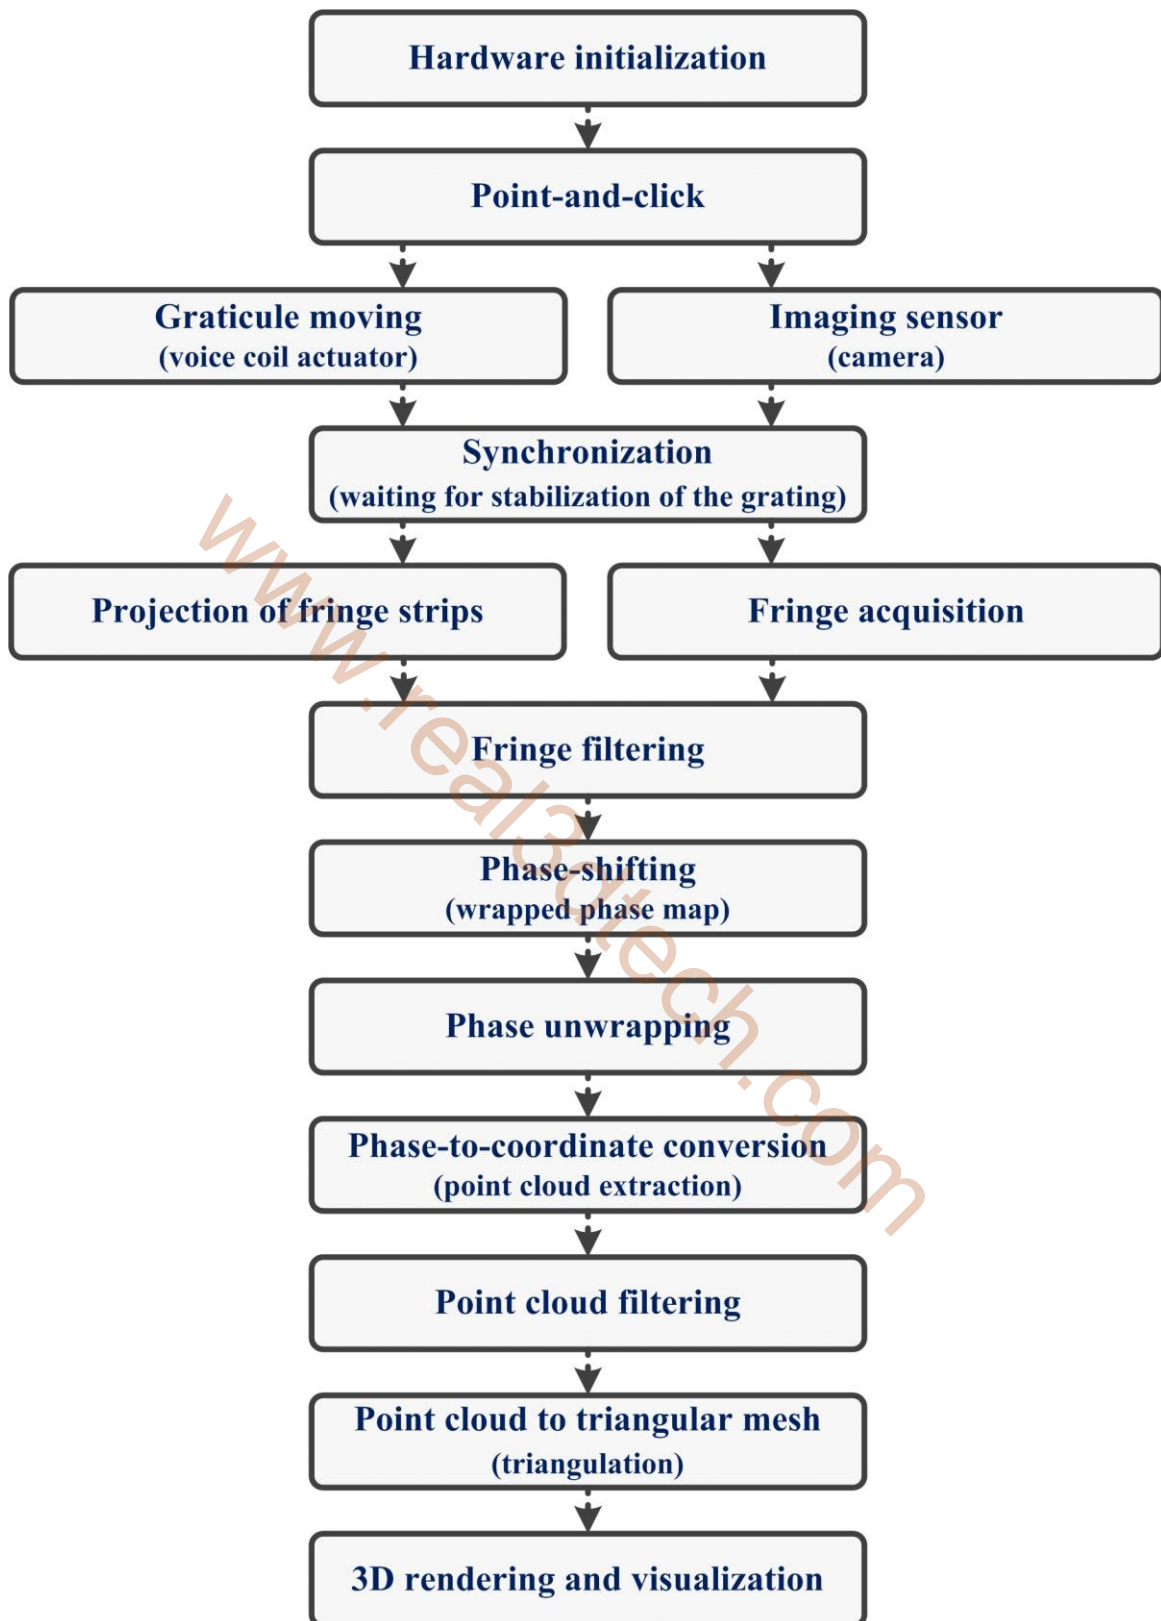 Hardware initialization
Point-and-click
Graticule moving
(voice coil actuator)
Imaging sensor
(camera)
Synchronization
(waiting for stabilization of the grating)
Projection of fringe strips
Fringe acquisition
Fringe filtering
Phase-shifting
(wrapped phase map)
Phase unwrapping
Phase-to-coordinate conversion
(point cloud extraction)
Point cloud filtering
Point cloud to triangular mesh
(triangulation)
3D rendering and visualization
www.real3dtech.com